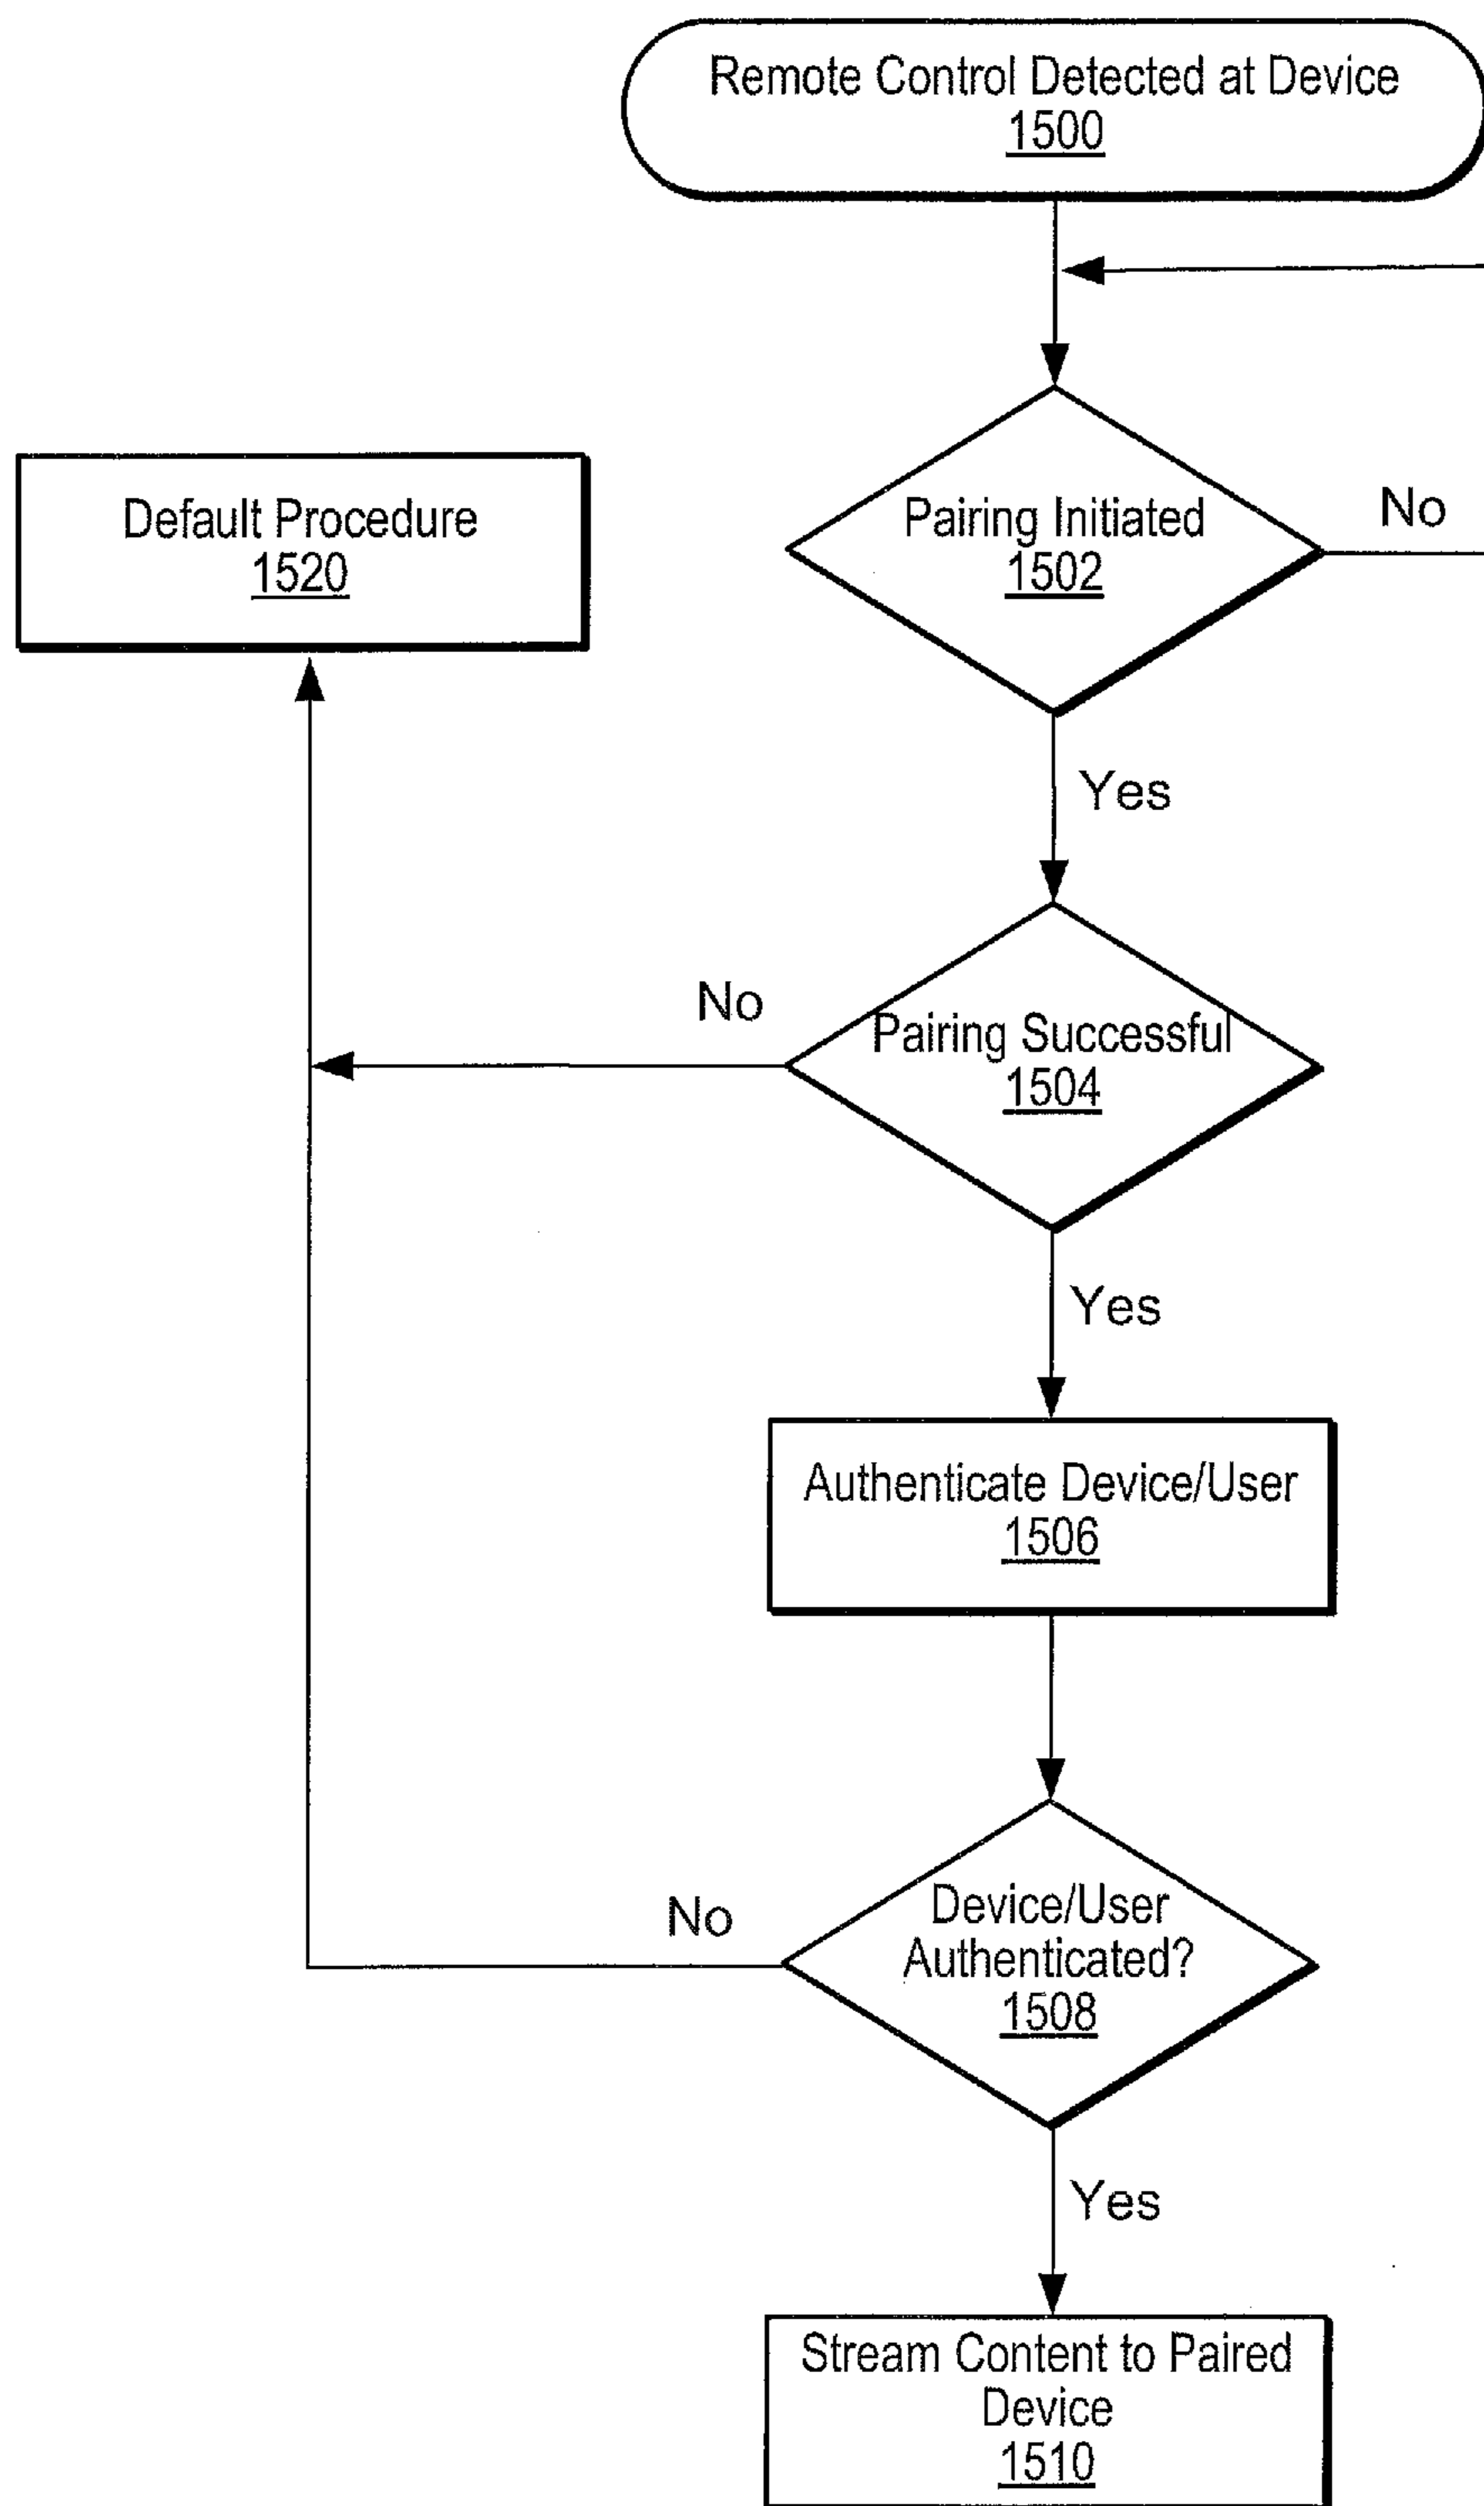 Remote Control Detected at Device
1500
Pairing Initiated
1502
No
Default Procedure
1520
Yes
No
Pairing Successful
1504
Yes
Authenticate Device/User
1506
No
Device/User
Authenticated?
1508
Yes
Stream Content to Paired
Device
1510